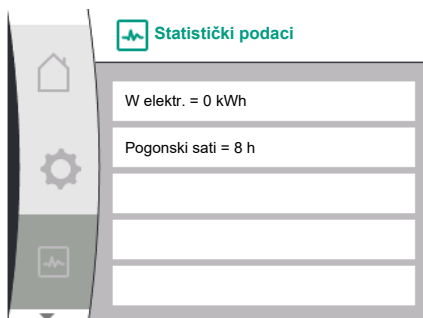 Statistički podaci
W elektr. = 0 kWh
Pogonski sati = 8 h